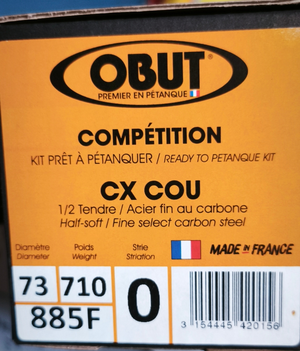 OBUT®
PREMIER EN PÉTANQUE
COMPÉTITION
KIT PRÊT À PÉTANQUER / READY TO PETANQUE KIT
CX COU
1/2 Tendre / Acier fin au carbone
Half-soft / Fine select carbon steel
Diamètre Poids Strie
Diameter Weight Striation
MADE IN FRANCE
73 710 0
885F
3 154445 420156